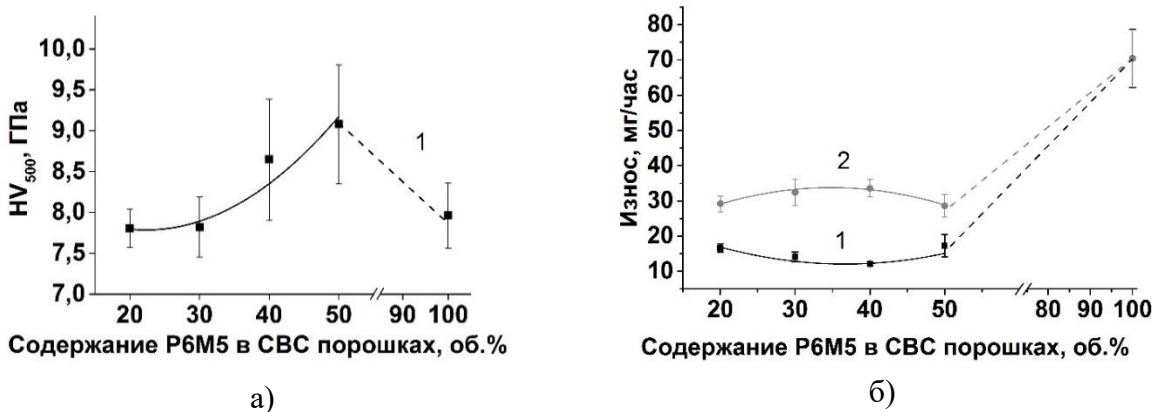 10,0
9,5
9,0
8,5
8,0
7,5
7,0
HV500, ГПа
1
20 30 40 50 90 100
Содержание Р6М5 в СВС порошках, об.%
а)
80
70
60
50
40
30
20
10
Износ, мг/час
2
1
20 30 40 50 80 90 100
Содержание Р6М5 в СВС порошках, об.%
б)